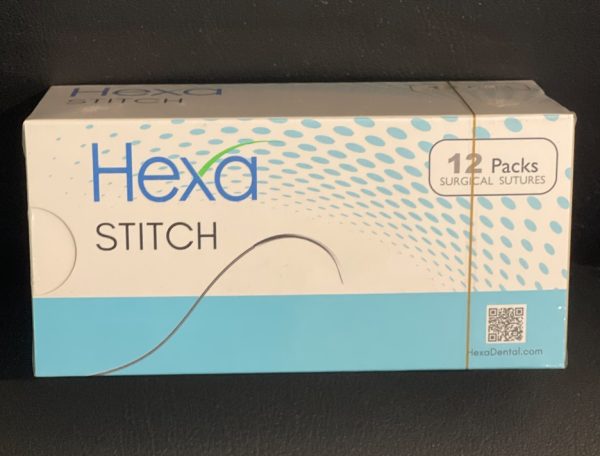 Hexa
STITCH
Hexa
STITCH
12 Packs
SURGICAL SUTURES
HexaDental.com